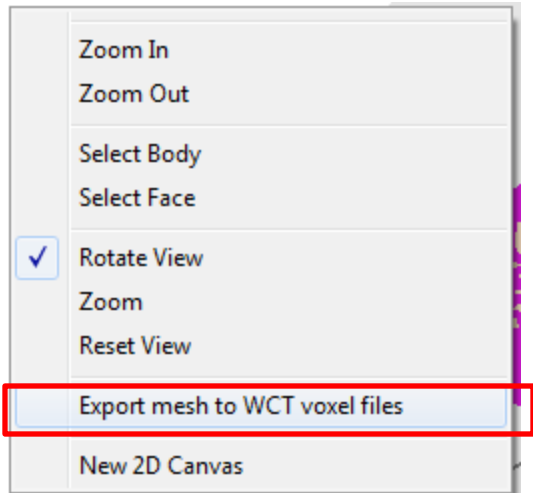 Zoom In
Zoom Out
Select Body
Select Face
Rotate View
Zoom
Reset View
Export mesh to WCT voxel files
New 2D Canvas